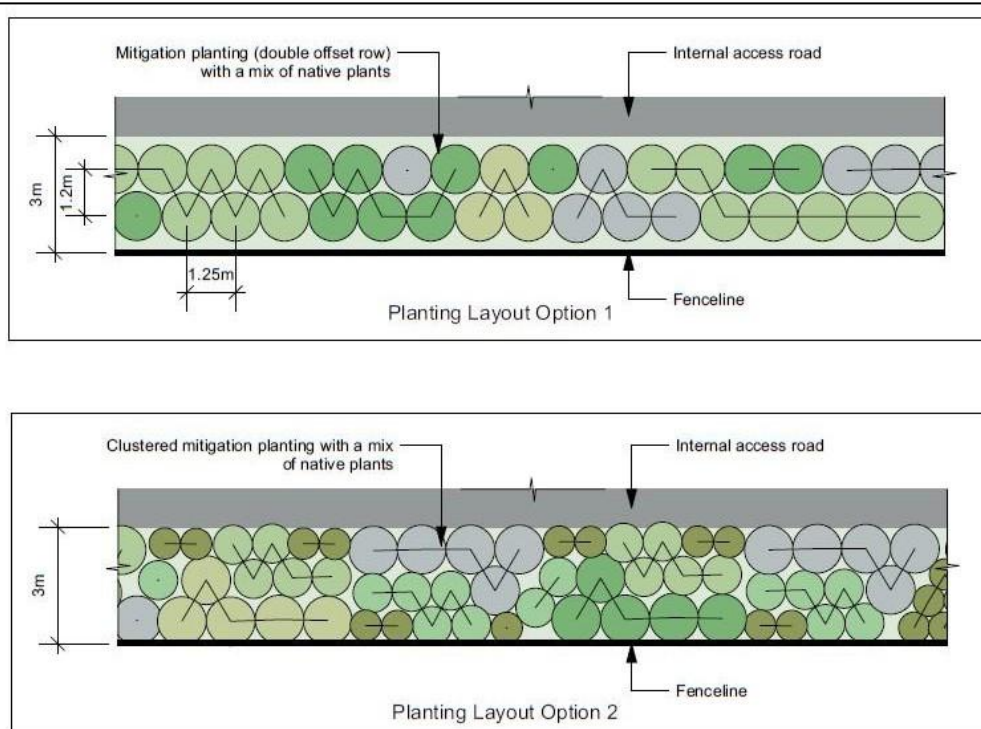 Mitigation planting (double offset row)
with a mix of native plants
Internal access road
3m
1.2m
1.25m
Fenceline
Planting Layout Option 1
Clustered mitigation planting with a mix
of native plants
Internal access road
3m
Fenceline
Planting Layout Option 2